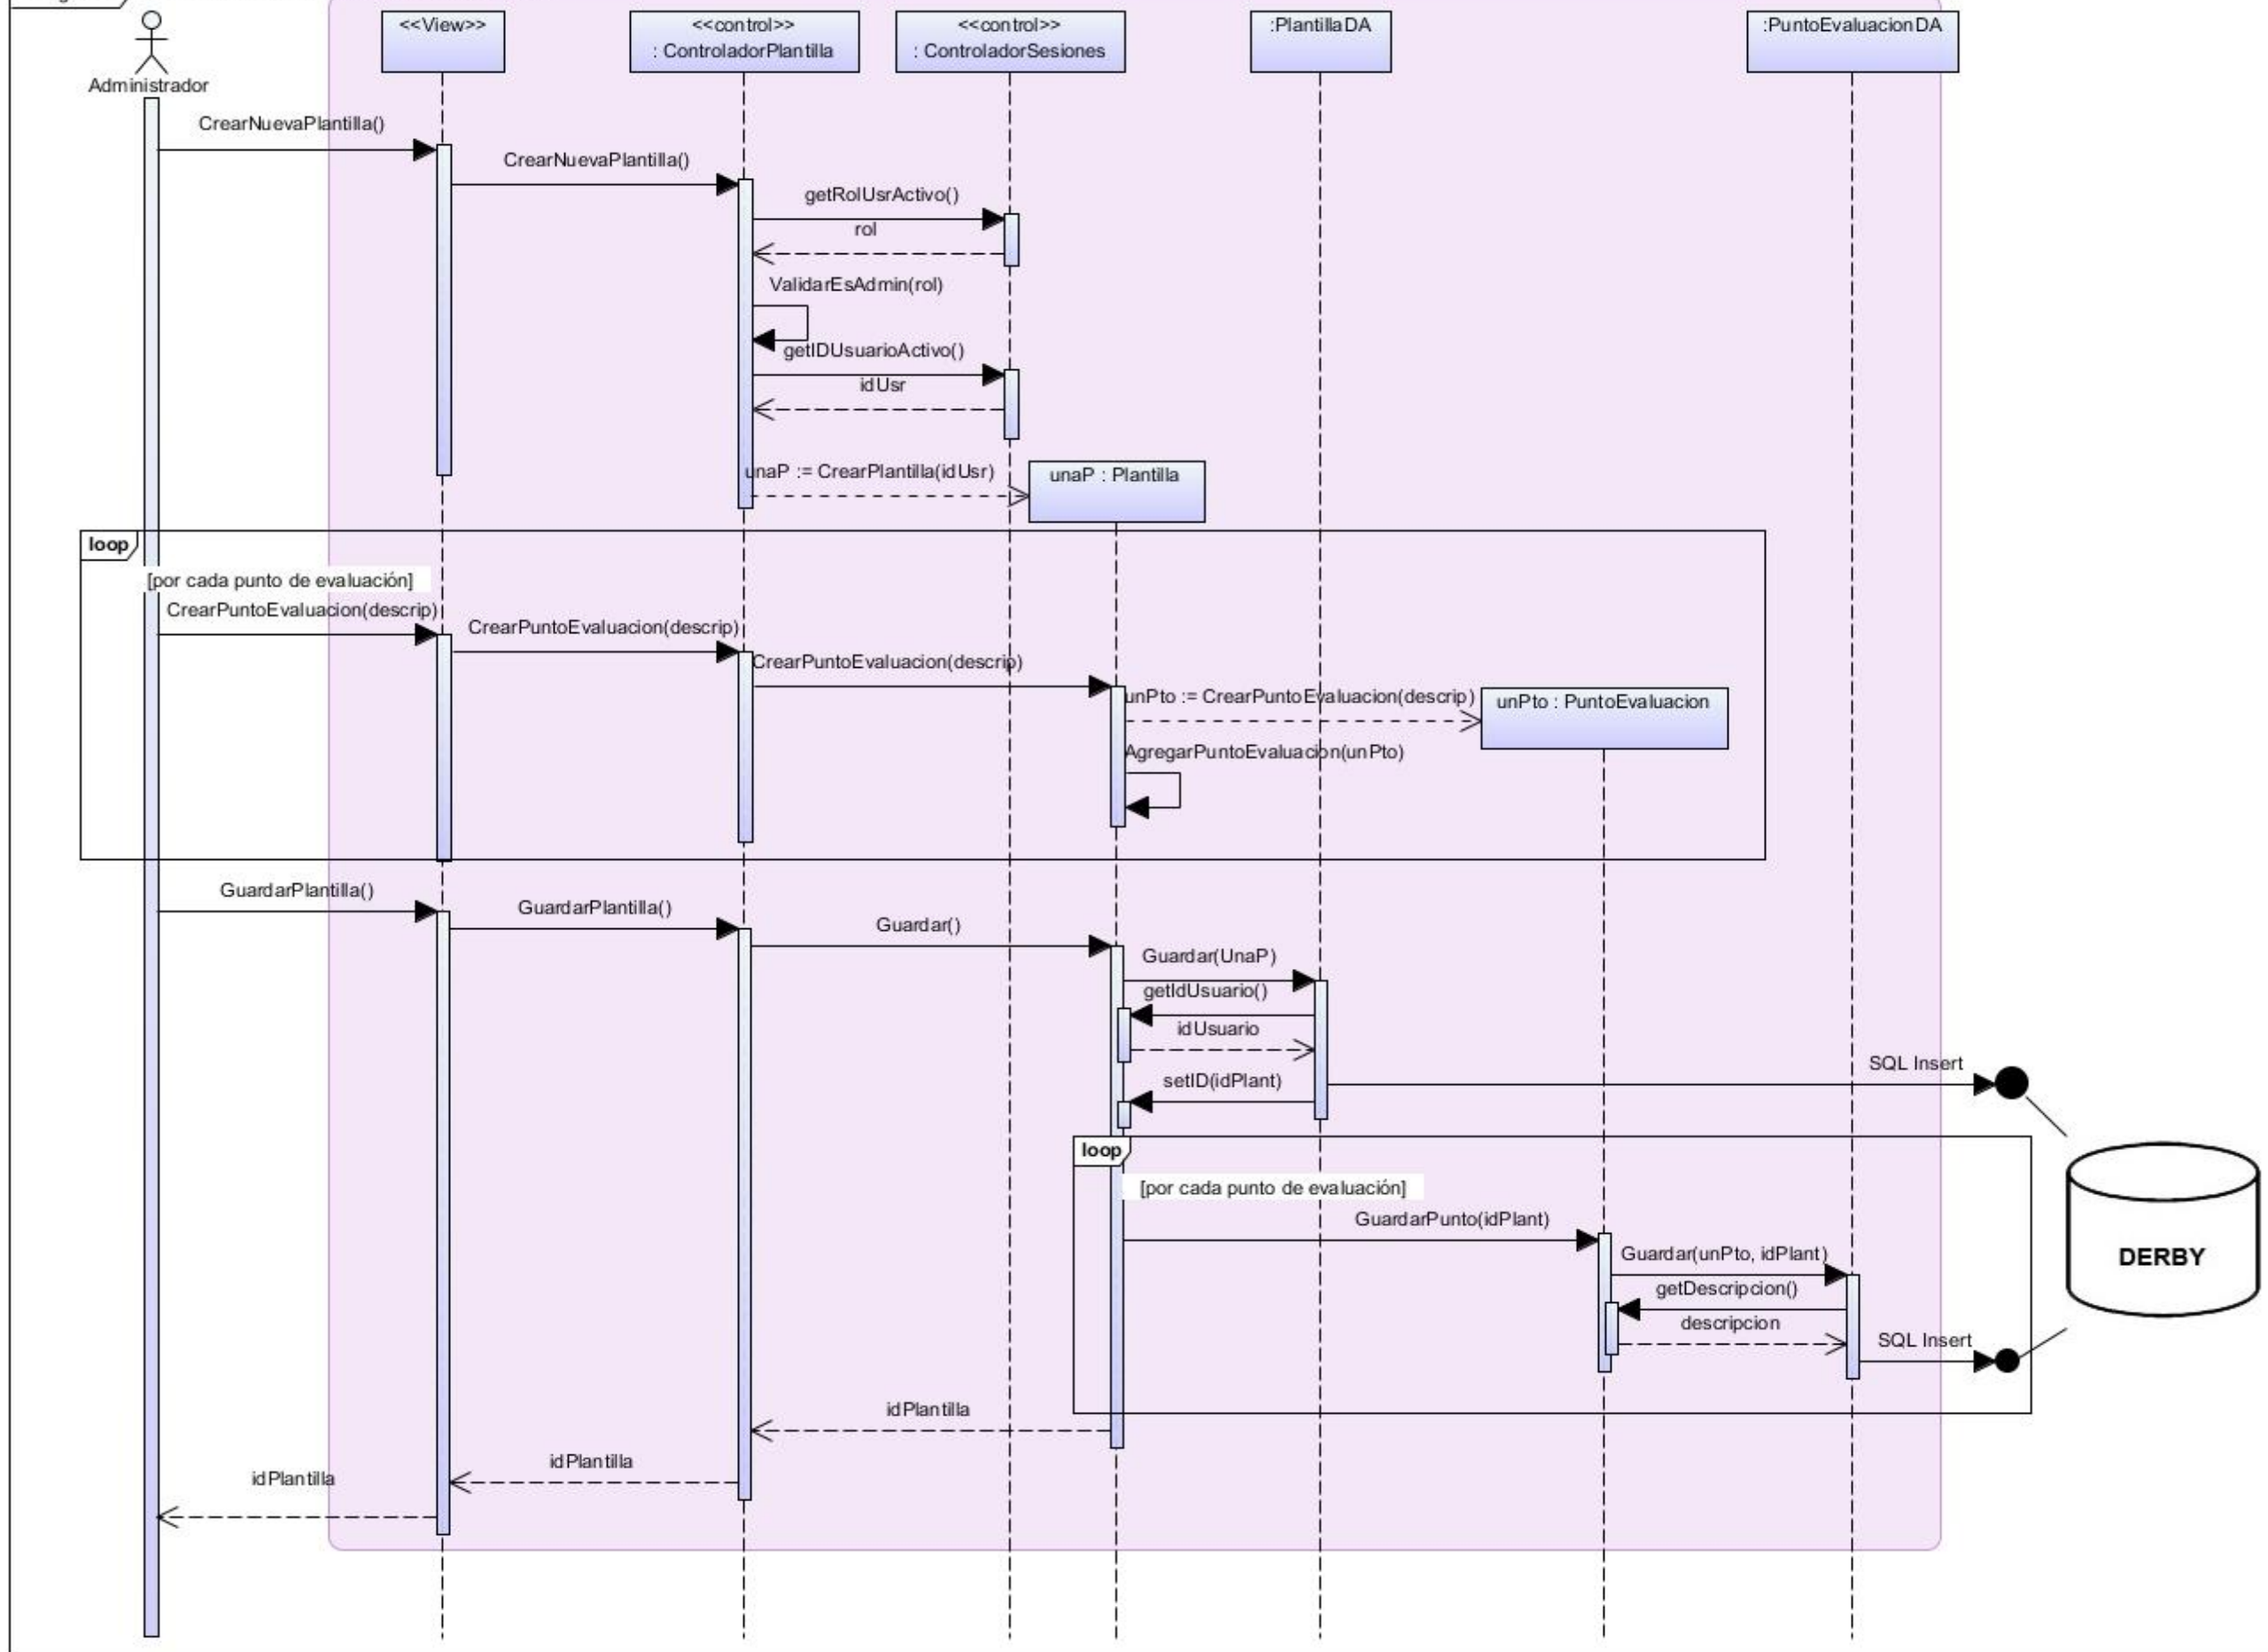 <<View>>
<<control>>
: ControladorPlantilla
<<control>>
: ControladorSesiones
:PlantillaDA
:PuntoEvaluacionDA
Administrador
CrearNuevaPlantilla()
CrearNuevaPlantilla()
getRolUsrActivo()
rol
ValidarEsAdmin(rol)
getIDUsuarioActivo()
idUsr
unaP := CrearPlantilla(idUsr)
unaP : Plantilla
loop
[por cada punto de evaluación]
CrearPuntoEvaluacion(descrip)
CrearPuntoEvaluacion(descrip)
CrearPuntoEvaluacion(descrip)
unPto := CrearPuntoEvaluacion(descrip)
unPto : PuntoEvaluacion
AgregarPuntoEvaluacion(unPto)
GuardarPlantilla()
GuardarPlantilla()
Guardar()
Guardar(UnaP)
getIdUsuario()
idUsuario
SQL Insert
setID(idPlant)
loop
[por cada punto de evaluación]
GuardarPunto(idPlant)
Guardar(unPto, idPlant)
DERBY
getDescripcion()
descripcion
SQL Insert
idPlantilla
idPlantilla
idPlantilla